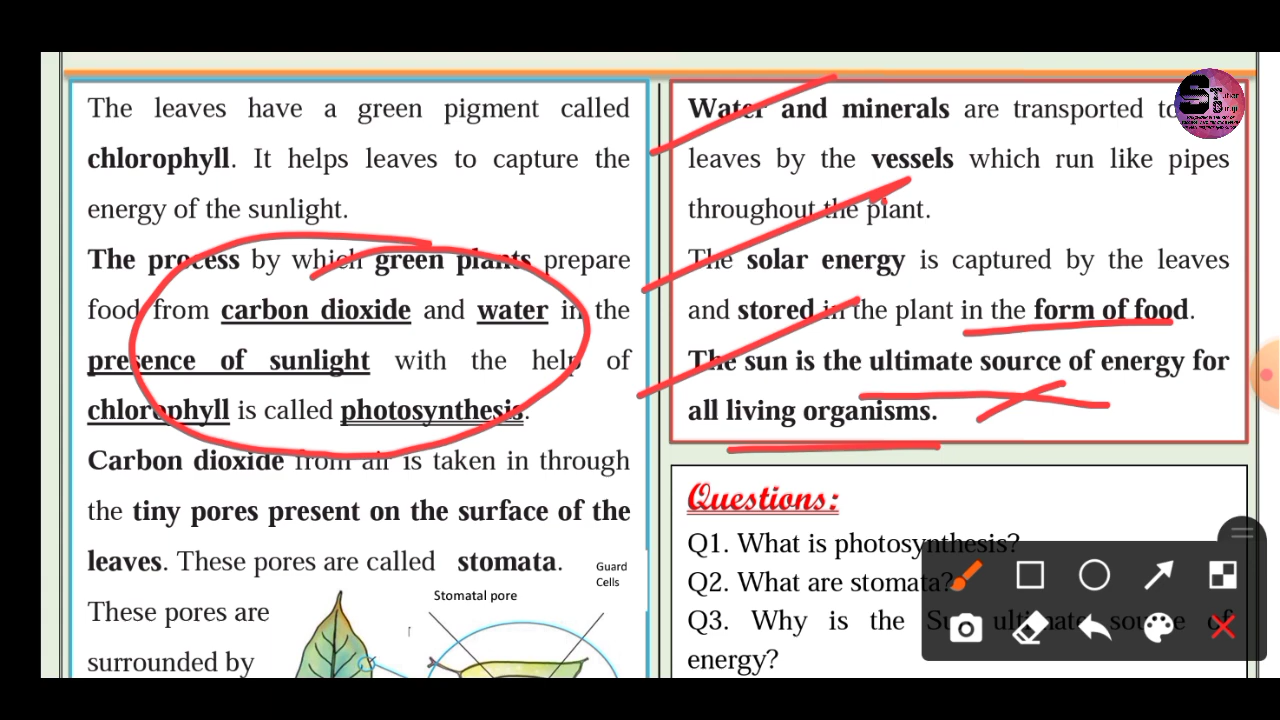 The leaves have a green pigment called
chlorophyll. It helps leaves to capture the
energy of the sunlight.
The process by which green plants prepare
food from carbon dioxide and water in the
presence of sunlight with the help of
chlorophyll is called photosynthesis.
Carbon dioxide from air is taken in through
the tiny pores present on the surface of the
leaves. These pores are called stomata.
These pores are
surrounded by
Stomatal pore
Guard
Cells
Water and minerals are transported to
leaves by the vessels which run like pipes
throughout the plant.
The solar energy is captured by the leaves
and stored in the plant in the form of food.
The sun is the ultimate source of energy for
all living organisms.
Questions:
Q1. What is photosynthesis?
Q2. What are stomata?
Q3. Why is the Sun ultimate source of
energy?